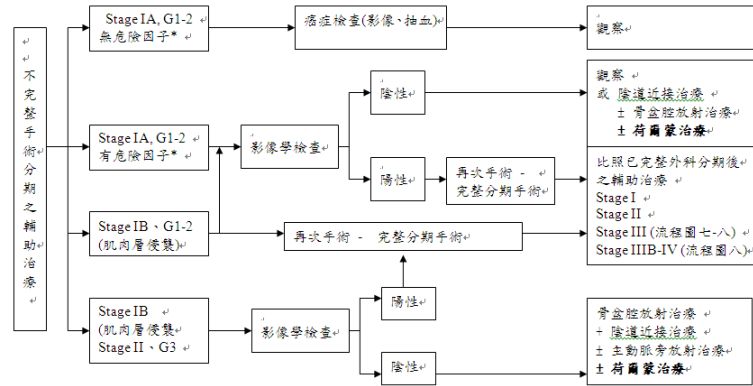 不完整手術分期之輔助治療
Stage IA, G1-2
無危險因子*
癌症檢查(影像、抽血)
觀察
Stage IA, G1-2
有危險因子*
影像學檢查
陰性
觀察
或 陰道近接治療
± 骨盆腔放射治療
± 荷爾蒙治療
陽性
再次手術 -
完整分期手術
比照已完整外科分期後
之輔助治療
Stage I
Stage II
Stage III (流程圖七-八)
Stage IIIB-IV (流程圖八)
Stage IB、G1-2
(肌肉層侵襲)
再次手術 - 完整分期手術
Stage IB
(肌肉層侵襲
Stage II、G3
影像學檢查
陽性
陰性
骨盆腔放射治療
+ 陰道近接治療
± 主動脈旁放射治療
± 荷爾蒙治療